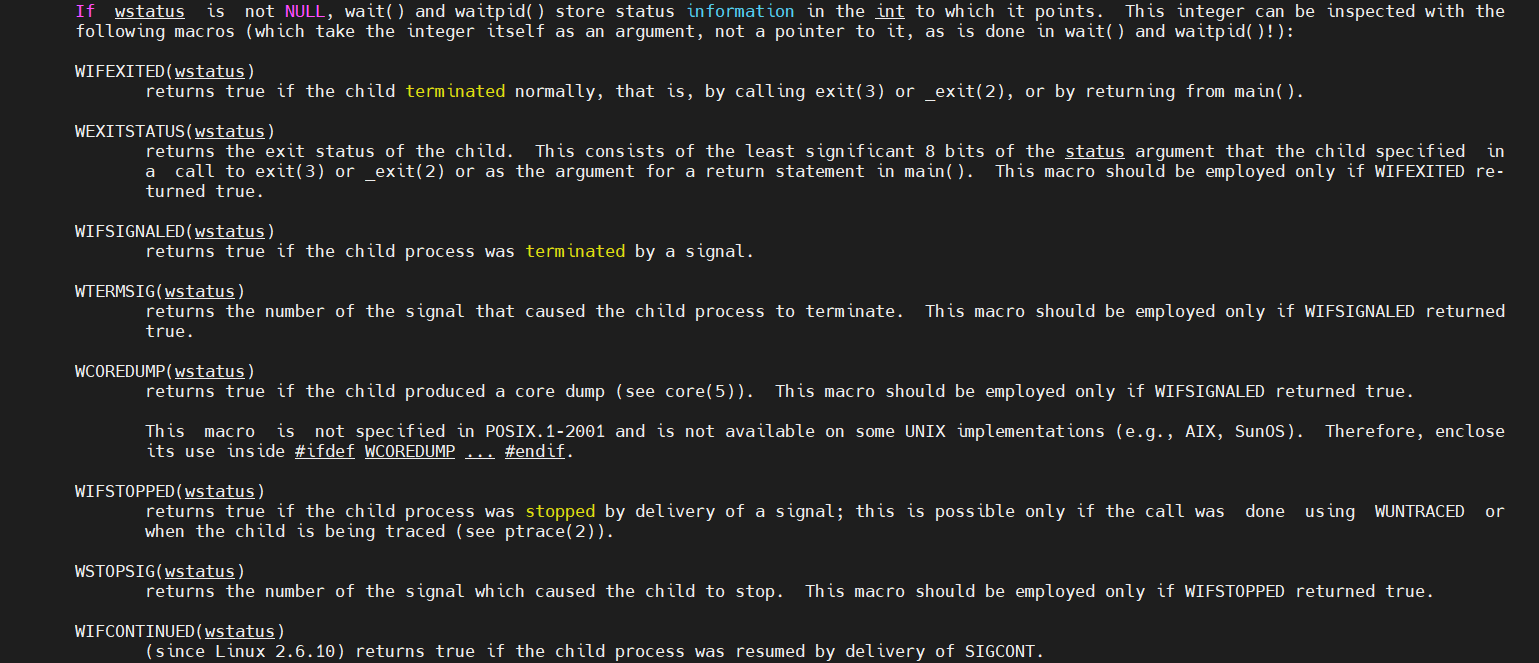 If wstatus is not NULL, wait() and waitpid() store status information in the int to which it points. This integer can be inspected with the
following macros (which take the integer itself as an argument, not a pointer to it, as is done in wait() and waitpid()!):
WIFEXITED(wstatus)
returns true if the child terminated normally, that is, by calling exit(3) or _exit(2), or by returning from main().
WEXITSTATUS(wstatus)
returns the exit status of the child. This consists of the least significant 8 bits of the status argument that the child specified in
a call to exit(3) or _exit(2) or as the argument for a return statement in main(). This macro should be employed only if WIFEXITED re-
turned true.
WIFSIGNALED(wstatus)
returns true if the child process was terminated by a signal.
WTERMSIG(wstatus)
returns the number of the signal that caused the child process to terminate. This macro should be employed only if WIFSIGNALED returned
true.
WCOREDUMP(wstatus)
returns true if the child produced a core dump (see core(5)). This macro should be employed only if WIFSIGNALED returned true.
This macro is not specified in POSIX.1-2001 and is not available on some UNIX implementations (e.g., AIX, SunOS). Therefore, enclose
its use inside #ifdef WCOREDUMP ... #endif.
WIFSTOPPED(wstatus)
returns true if the child process was stopped by delivery of a signal; this is possible only if the call was done using WUNTRACED or
when the child is being traced (see ptrace(2)).
WSTOPSIG(wstatus)
returns the number of the signal which caused the child to stop. This macro should be employed only if WIFSTOPPED returned true.
WIFCONTINUED(wstatus)
(since Linux 2.6.10) returns true if the child process was resumed by delivery of SIGCONT.